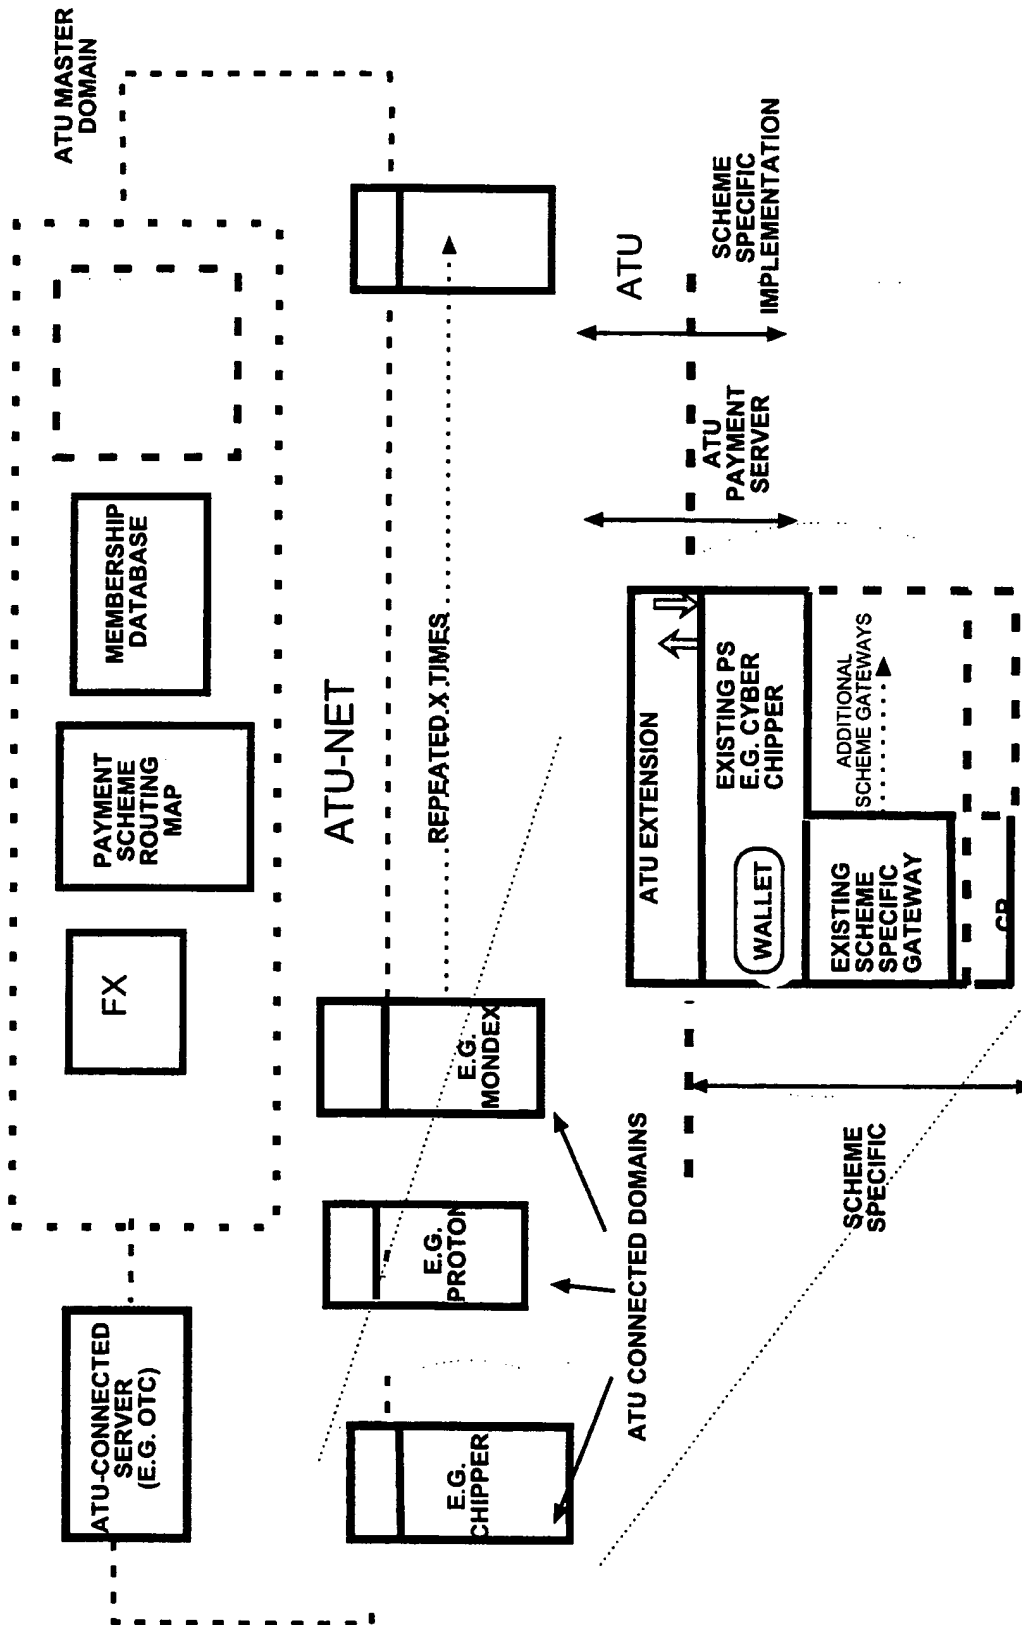 ATU MASTER
DOMAIN
ATU-CONNECTED
SERVER
(E.G. OTC)
FX
PAYMENT
SCHEME
ROUTING
MAP
MEMBERSHIP
DATABASE
ATU-NET
REPEATED X TIMES
E.G.
CHIPPER
E.G.
PROTON
E.G.
MONDEX
ATU CONNECTED DOMAINS
ATU
ATU
PAYMENT
SERVER
SCHEME
SPECIFIC
IMPLEMENTATION
ATU EXTENSION
EXISTING PS
E.G. CYBER
CHIPPER
WALLET
EXISTING
SCHEME
SPECIFIC
GATEWAY
ADDITIONAL
SCHEME GATEWAYS
SCHEME
SPECIFIC